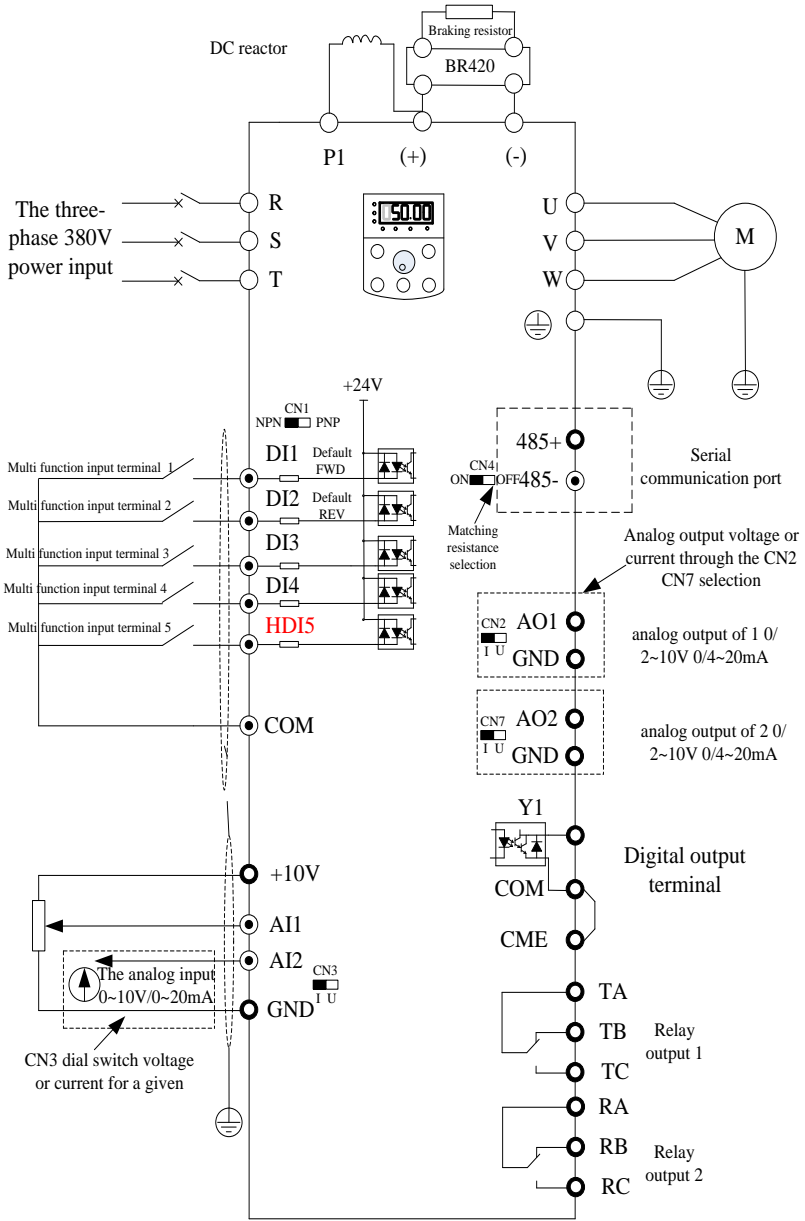 Braking resistor
DC reactor
BR420
P1
(+)
(-)
The three-
phase 380V
power input
R
S
T
50.00
U
V
W
M
+24V
CN1
NPN
PNP
Multi function input terminal 1
DI1
Default
FWD
Multi function input terminal 2
DI2
Default
REV
Multi function input terminal 3
DI3
Multi function input terminal 4
DI4
Multi function input terminal 5
HDI5
COM
485+
CN4
ON
OFF
485-
Serial
communication port
Matching
resistance
selection
Analog output voltage or
current through the CN2
CN7 selection
CN2
I U
AO1
GND
analog output of 1 0/
2~10V 0/4~20mA
CN7
I U
AO2
GND
analog output of 2 0/
2~10V 0/4~20mA
Y1
COM
CME
Digital output
terminal
+10V
AI1
AI2
The analog input
0~10V/0~20mA
CN3
I U
GND
CN3 dial switch voltage
or current for a given
TA
TB
TC
Relay
output 1
RA
RB
RC
Relay
output 2